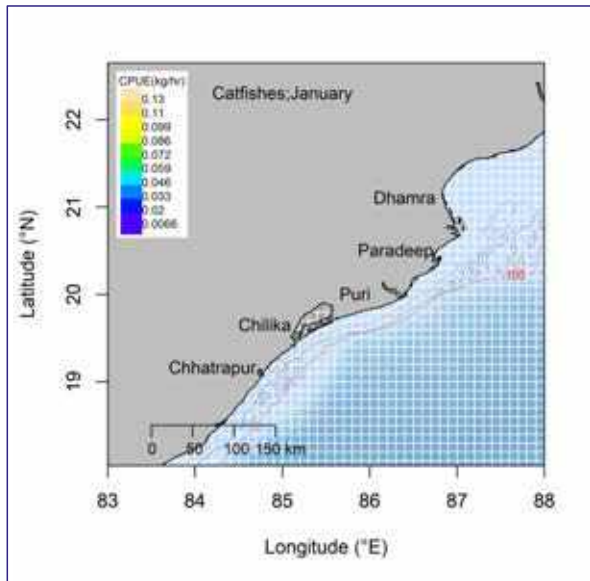 CPUE(kg/hr)
0.13
0.11
0.099
0.086
0.072
0.059
0.046
0.033
0.02
0.0066
Catfishes;January
Dhamra
Paradeep
Puri
Chilika
Chhatrapur
100
0 50 100 150 km
22
21
20
19
Latitude (°N)
83 84 85 86 87 88
Longitude (°E)